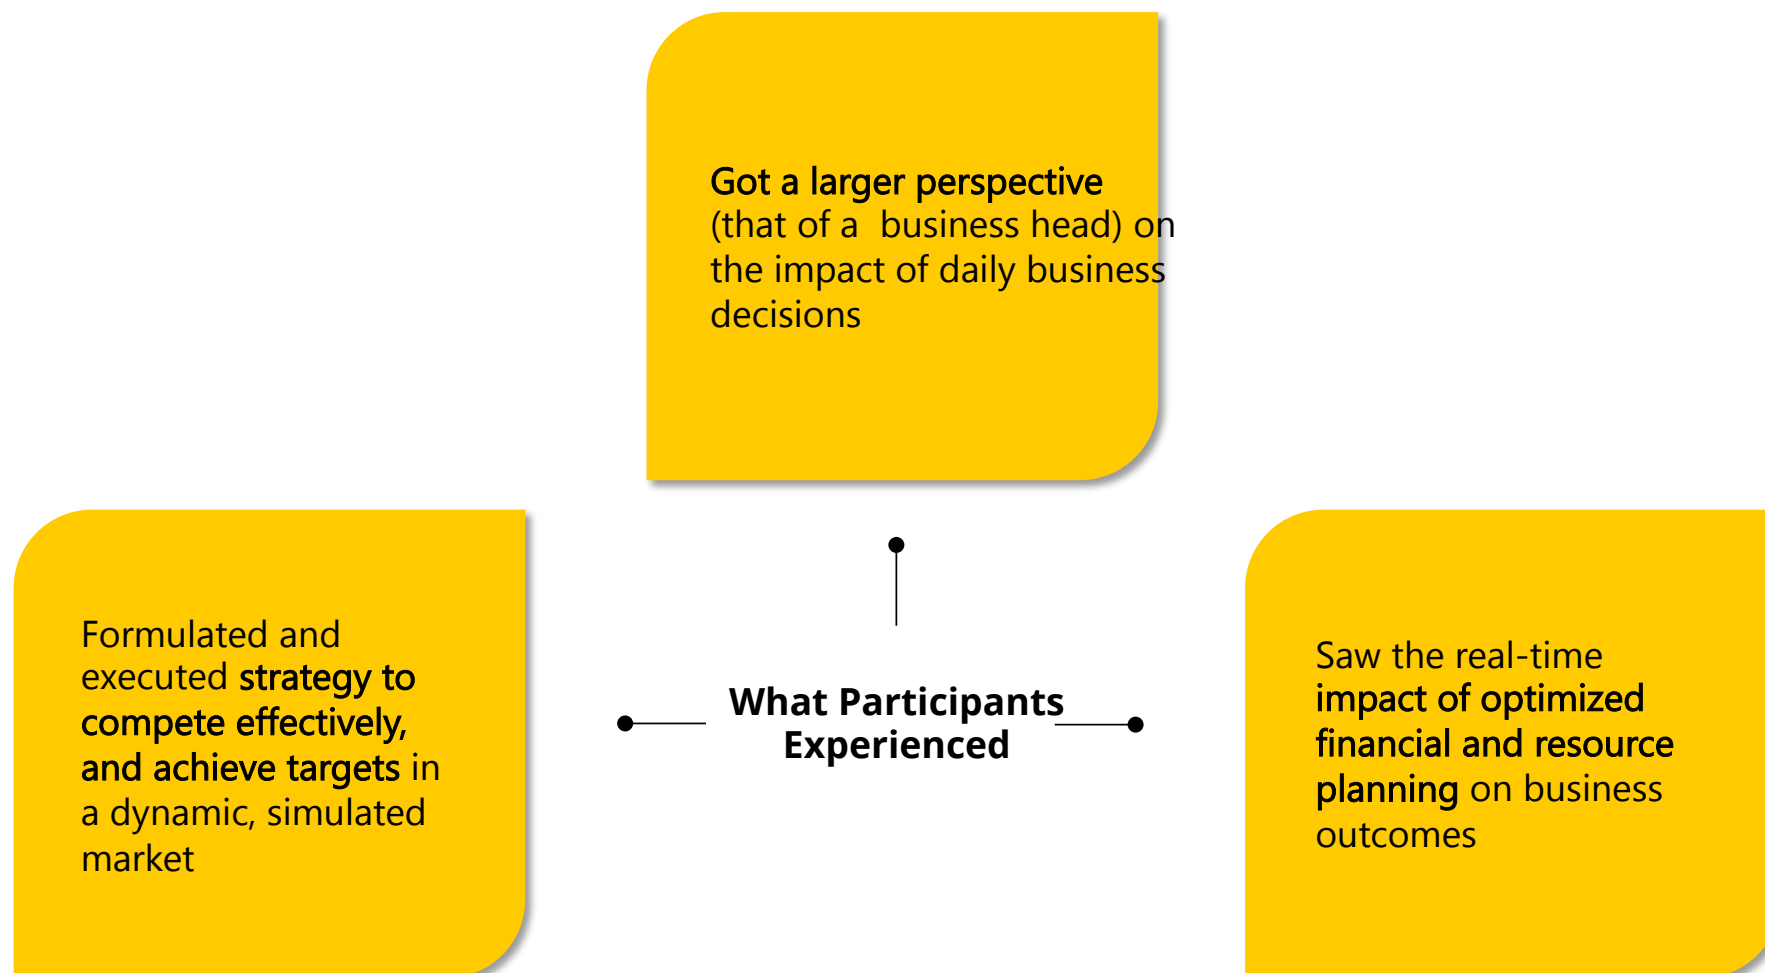 Got a larger perspective
(that of a  business head) on
the impact of daily business
decisions
Formulated and
executed strategy to
compete effectively,
and achieve targets in
a dynamic, simulated
market
What Participants
Experienced
Saw the real-time
impact of optimized
financial and resource
planning on business
outcomes